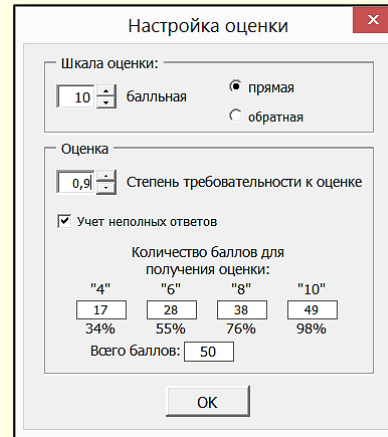 Настройка оценки
Шкала оценки:
10 балльная
прямая
обратная
Оценка
0,9 Степень требовательности к оценке
Учет неполных ответов
Количество баллов для
получения оценки:
"4" "6" "8" "10"
17 28 38 49
34% 55% 76% 98%
Всего баллов: 50
OK